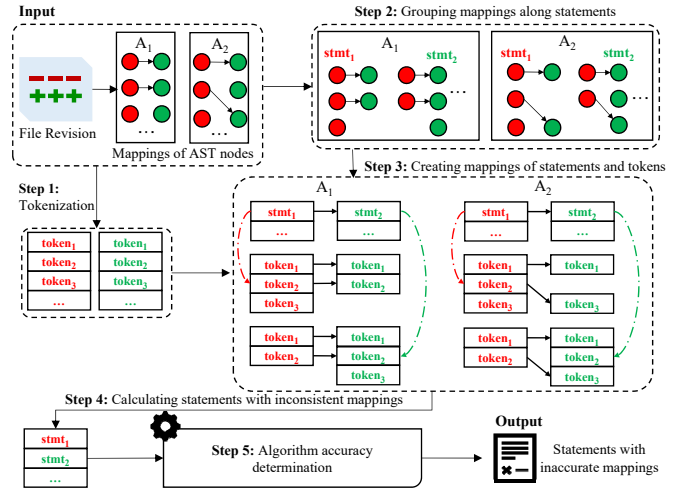 Input
A1
A2
...
...
File Revision
Mappings of AST nodes
Step 2: Grouping mappings along statements
A1
A2
stmt1
stmt2
stmt1
stmt2
...
...
Step 1:
Tokenization
token1
token2
token3
...
token1
token2
token3
...
Step 3: Creating mappings of statements and tokens
A1
A2
stmt1
stmt2
...
...
token1
token1
token2
token2
token3
token1
token1
token2
token2
token3
stmt1
stmt2
...
...
token1
token1
token2
token3
token3
token1
token1
token2
token2
token3
Step 4: Calculating statements with inconsistent mappings
stmt1
stmt2
...
Step 5: Algorithm accuracy
determination
Output
Statements with
inaccurate mappings